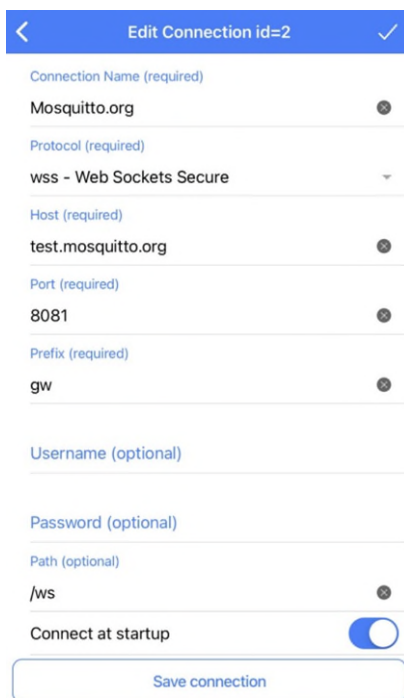 Edit Connection id=2
Connection Name (required)
Mosquitto.org
Protocol (required)
wss - Web Sockets Secure
Host (required)
test.mosquitto.org
Port (required)
8081
Prefix (required)
gw
Username (optional)
Password (optional)
Path (optional)
/ws
Connect at startup
Save connection